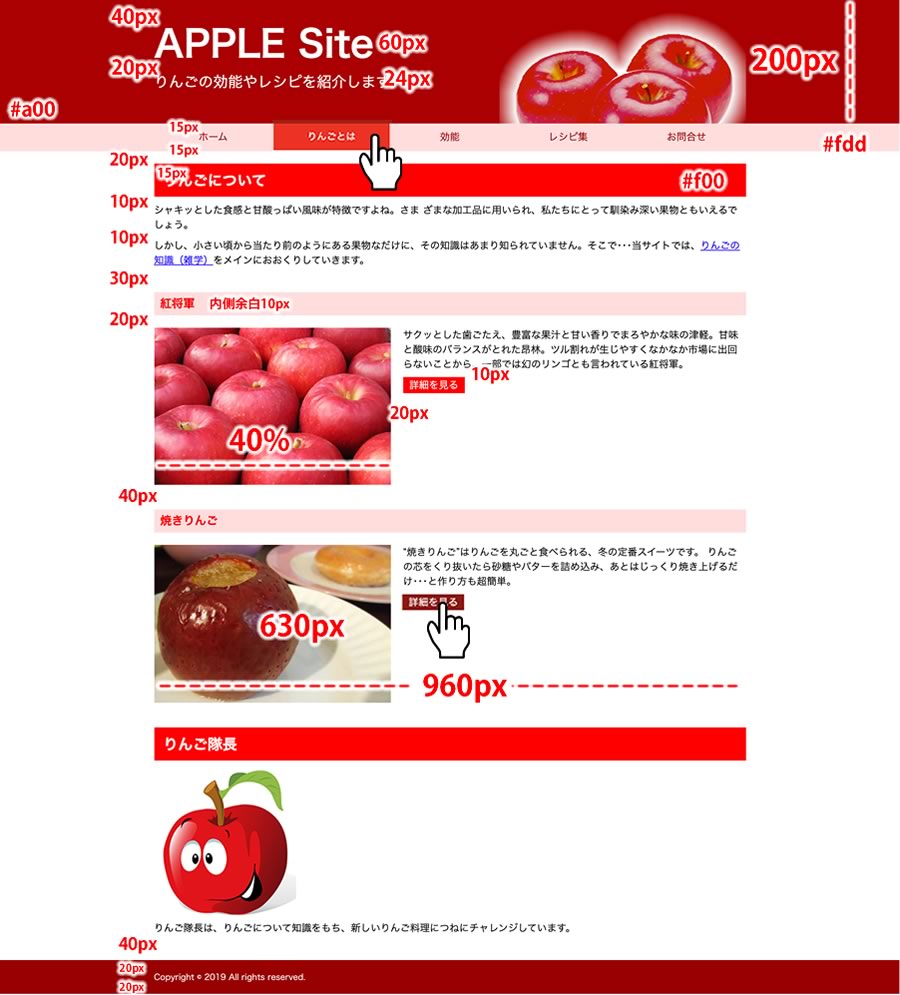 40px
APPLE Site
60px
20px
りんごの効能やレシピを紹介します
24px
200px
#a00
15px
ホーム
りんごとは
効能
レシピ集
お問合せ
15px
#fdd
20px
15px
りんごについて
#f00
10px
シャキッとした食感と甘酸っぱい風味が特徴ですよね。さま ざまな加工品に用いられ、私たちにとって馴染み深い果物ともいえるで
しょう。
10px
しかし、小さい頃から当たり前のようにある果物なだけに、その知識はあまり知られていません。そこで･･･当サイトでは、りんごの
知識（雑学）をメインにおおくりしていきます。
30px
紅将軍
内側余白10px
20px
サクッとした歯ごたえ、豊富な果汁と甘い香りでまろやかな味の津軽。甘味
と酸味のバランスがとれた昂林。ツル割れが生じやすくなかなか市場に出回
らないことから、一部では幻のリンゴとも言われている紅将軍。
10px
詳細を見る
20px
40%
40px
焼きりんご
“焼きりんご”はりんごを丸ごと食べられる、冬の定番スイーツです。 りんご
の芯をくり抜いたら砂糖やバターを詰め込み、あとはじっくり焼き上げるだ
け･･･と作り方も超簡単。
詳細を見る
630px
960px
りんご隊長
りんご隊長は、りんごについて知識をもち、新しいりんご料理につねにチャレンジしています。
40px
20px
Copyright © 2019 All rights reserved.
20px